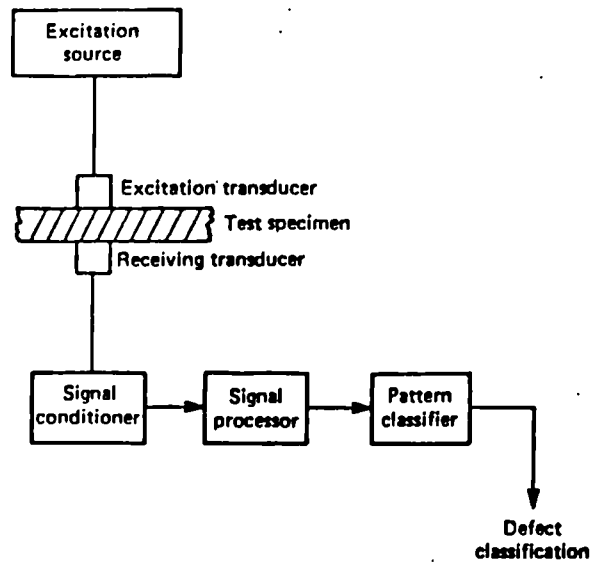 Excitation
source
Excitation transducer
Test specimen
Receiving transducer
Signal
conditioner
Signal
processor
Pattern
classifier
Defect
classification